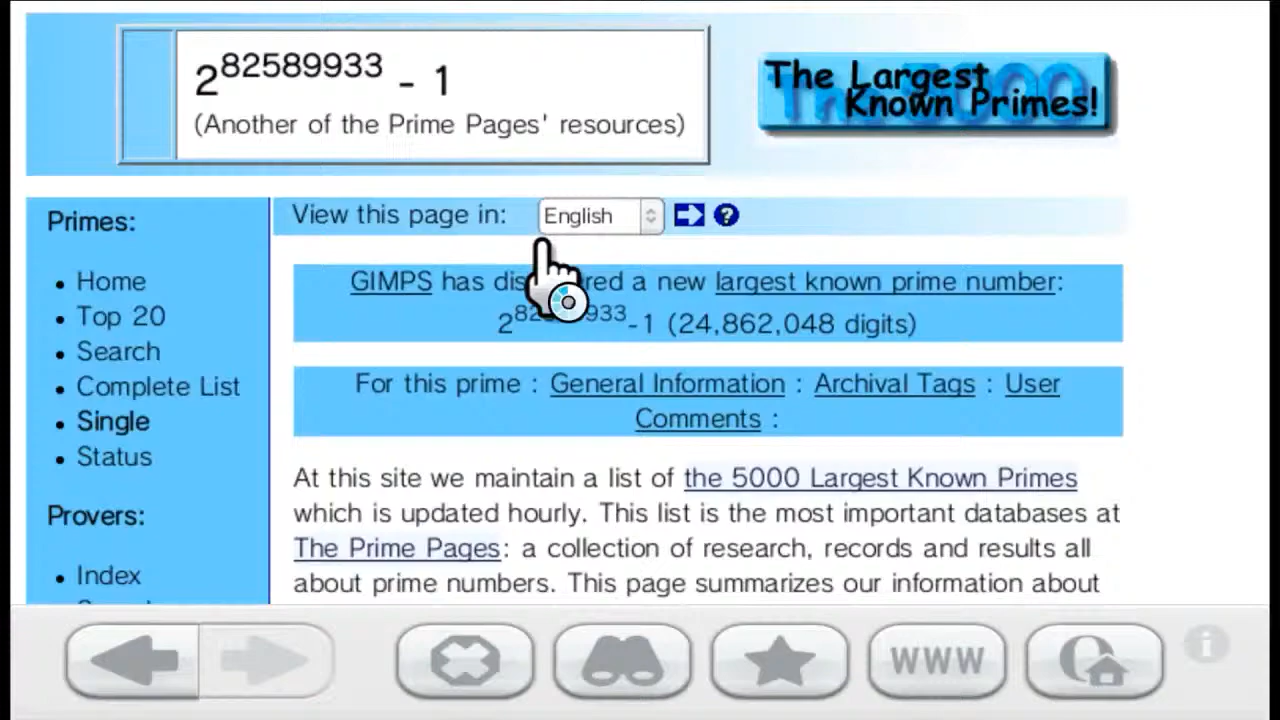 2^82589933 - 1
(Another of the Prime Pages' resources)
The Largest
Known Primes!
Primes:
Home
Top 20
Search
Complete List
Single
Status
Provers:
Index
View this page in: English
GIMPS has a new largest known prime number:
-1 (24,862,048 digits)
For this prime : General Information : Archival Tags : User
Comments :
At this site we maintain a list of the 5000 Largest Known Primes
which is updated hourly. This list is the most important databases at
The Prime Pages: a collection of research, records and results all
about prime numbers. This page summarizes our information about
WWW